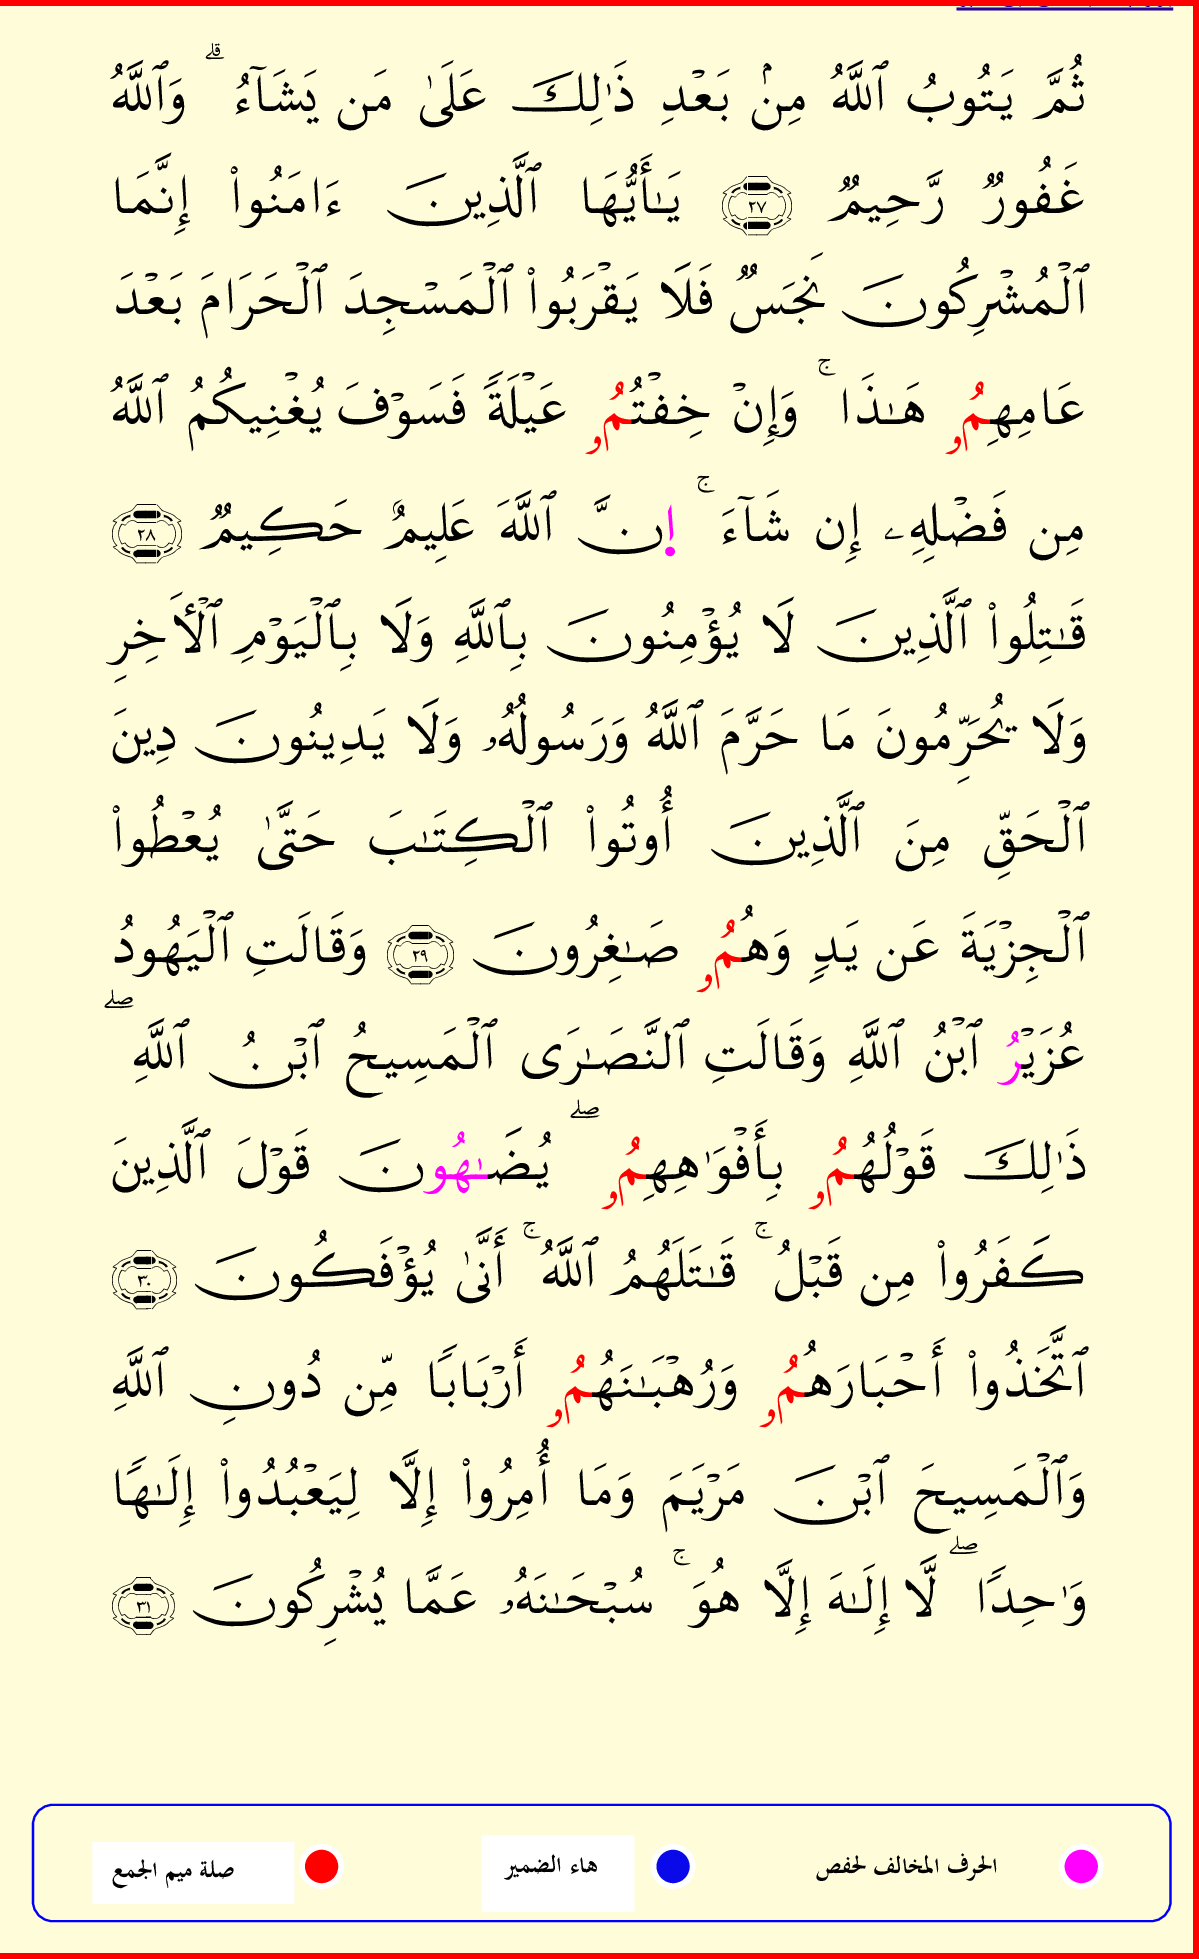 ثُمَّ يَتُوبُ ٱللَّهُ مِنۢ بَعۡدِ ذَٰلِكَ عَلَىٰ مَن يَشَآءُۗ وَٱللَّهُ
غَفُورٞ رَّحِيمٞ ٢٧ يَـٰٓأَيُّهَا ٱلَّذِينَ ءَامَنُواْ إِنَّمَا
ٱلۡمُشۡرِكُونَ نَجَسٞ فَلَا يَقۡرَبُواْ ٱلۡمَسۡجِدَ ٱلۡحَرَامَ بَعۡدَ
عَامِهِمُۥ هَٰذَاۚ وَإِنۡ خِفۡتُمُۥ عَيۡلَةٗ فَسَوۡفَ يُغۡنِيكُمُ ٱللَّهُ
مِن فَضۡلِهِۦ إِن شَآءَۚ اِ۪نَّ ٱللَّهَ عَلِيمٌ حَكِيمٞ ٢٨
قَٰتِلُواْ ٱلَّذِينَ لَا يُؤۡمِنُونَ بِٱللَّهِ وَلَا بِٱلۡيَوۡمِ ٱلۡأٓخِرِ
وَلَا يُحَرِّمُونَ مَا حَرَّمَ ٱللَّهُ وَرَسُولُهُۥ وَلَا يَدِينُونَ دِينَ
ٱلۡحَقِّ مِنَ ٱلَّذِينَ أُوتُواْ ٱلۡكِتَٰبَ حَتَّىٰ يُعۡطُواْ
ٱلۡجِزۡيَةَ عَن يَدٖ وَهُمُۥ صَٰغِرُونَ ٢٩ وَقَالَتِ ٱلۡيَهُودُ
عُزَيۡرُ ٱبۡنُ ٱللَّهِ وَقَالَتِ ٱلنَّصَٰرَى ٱلۡمَسِيحُ ٱبۡنُ ٱللَّهِۖ
ذَٰلِكَ قَوۡلُهُمُۥ بِأَفۡوَٰهِهِمُۥۖ يُضَٰهُونَ قَوۡلَ ٱلَّذِينَ
كَفَرُواْ مِن قَبۡلُۚ قَٰتَلَهُمُ ٱللَّهُۚ أَنَّىٰ يُؤۡفَكُونَ ٣٠
ٱتَّخَذُواْ أَحۡبَارَهُمُۥ وَرُهۡبَٰنَهُمُۥ أَرۡبَابٗا مِّن دُونِ ٱللَّهِ
وَٱلۡمَسِيحَ ٱبۡنَ مَرۡيَمَ وَمَا أُمِرُواْ إِلَّا لِيَعۡبُدُواْ إِلَٰهٗا
وَٰحِدٗاۖ لَّا إِلَٰهَ إِلَّا هُوَۚ سُبۡحَٰنَهُۥ عَمَّا يُشۡرِكُونَ ٣١
الحرف المخالف لحفص هاء الضمير صلة ميم الجمع